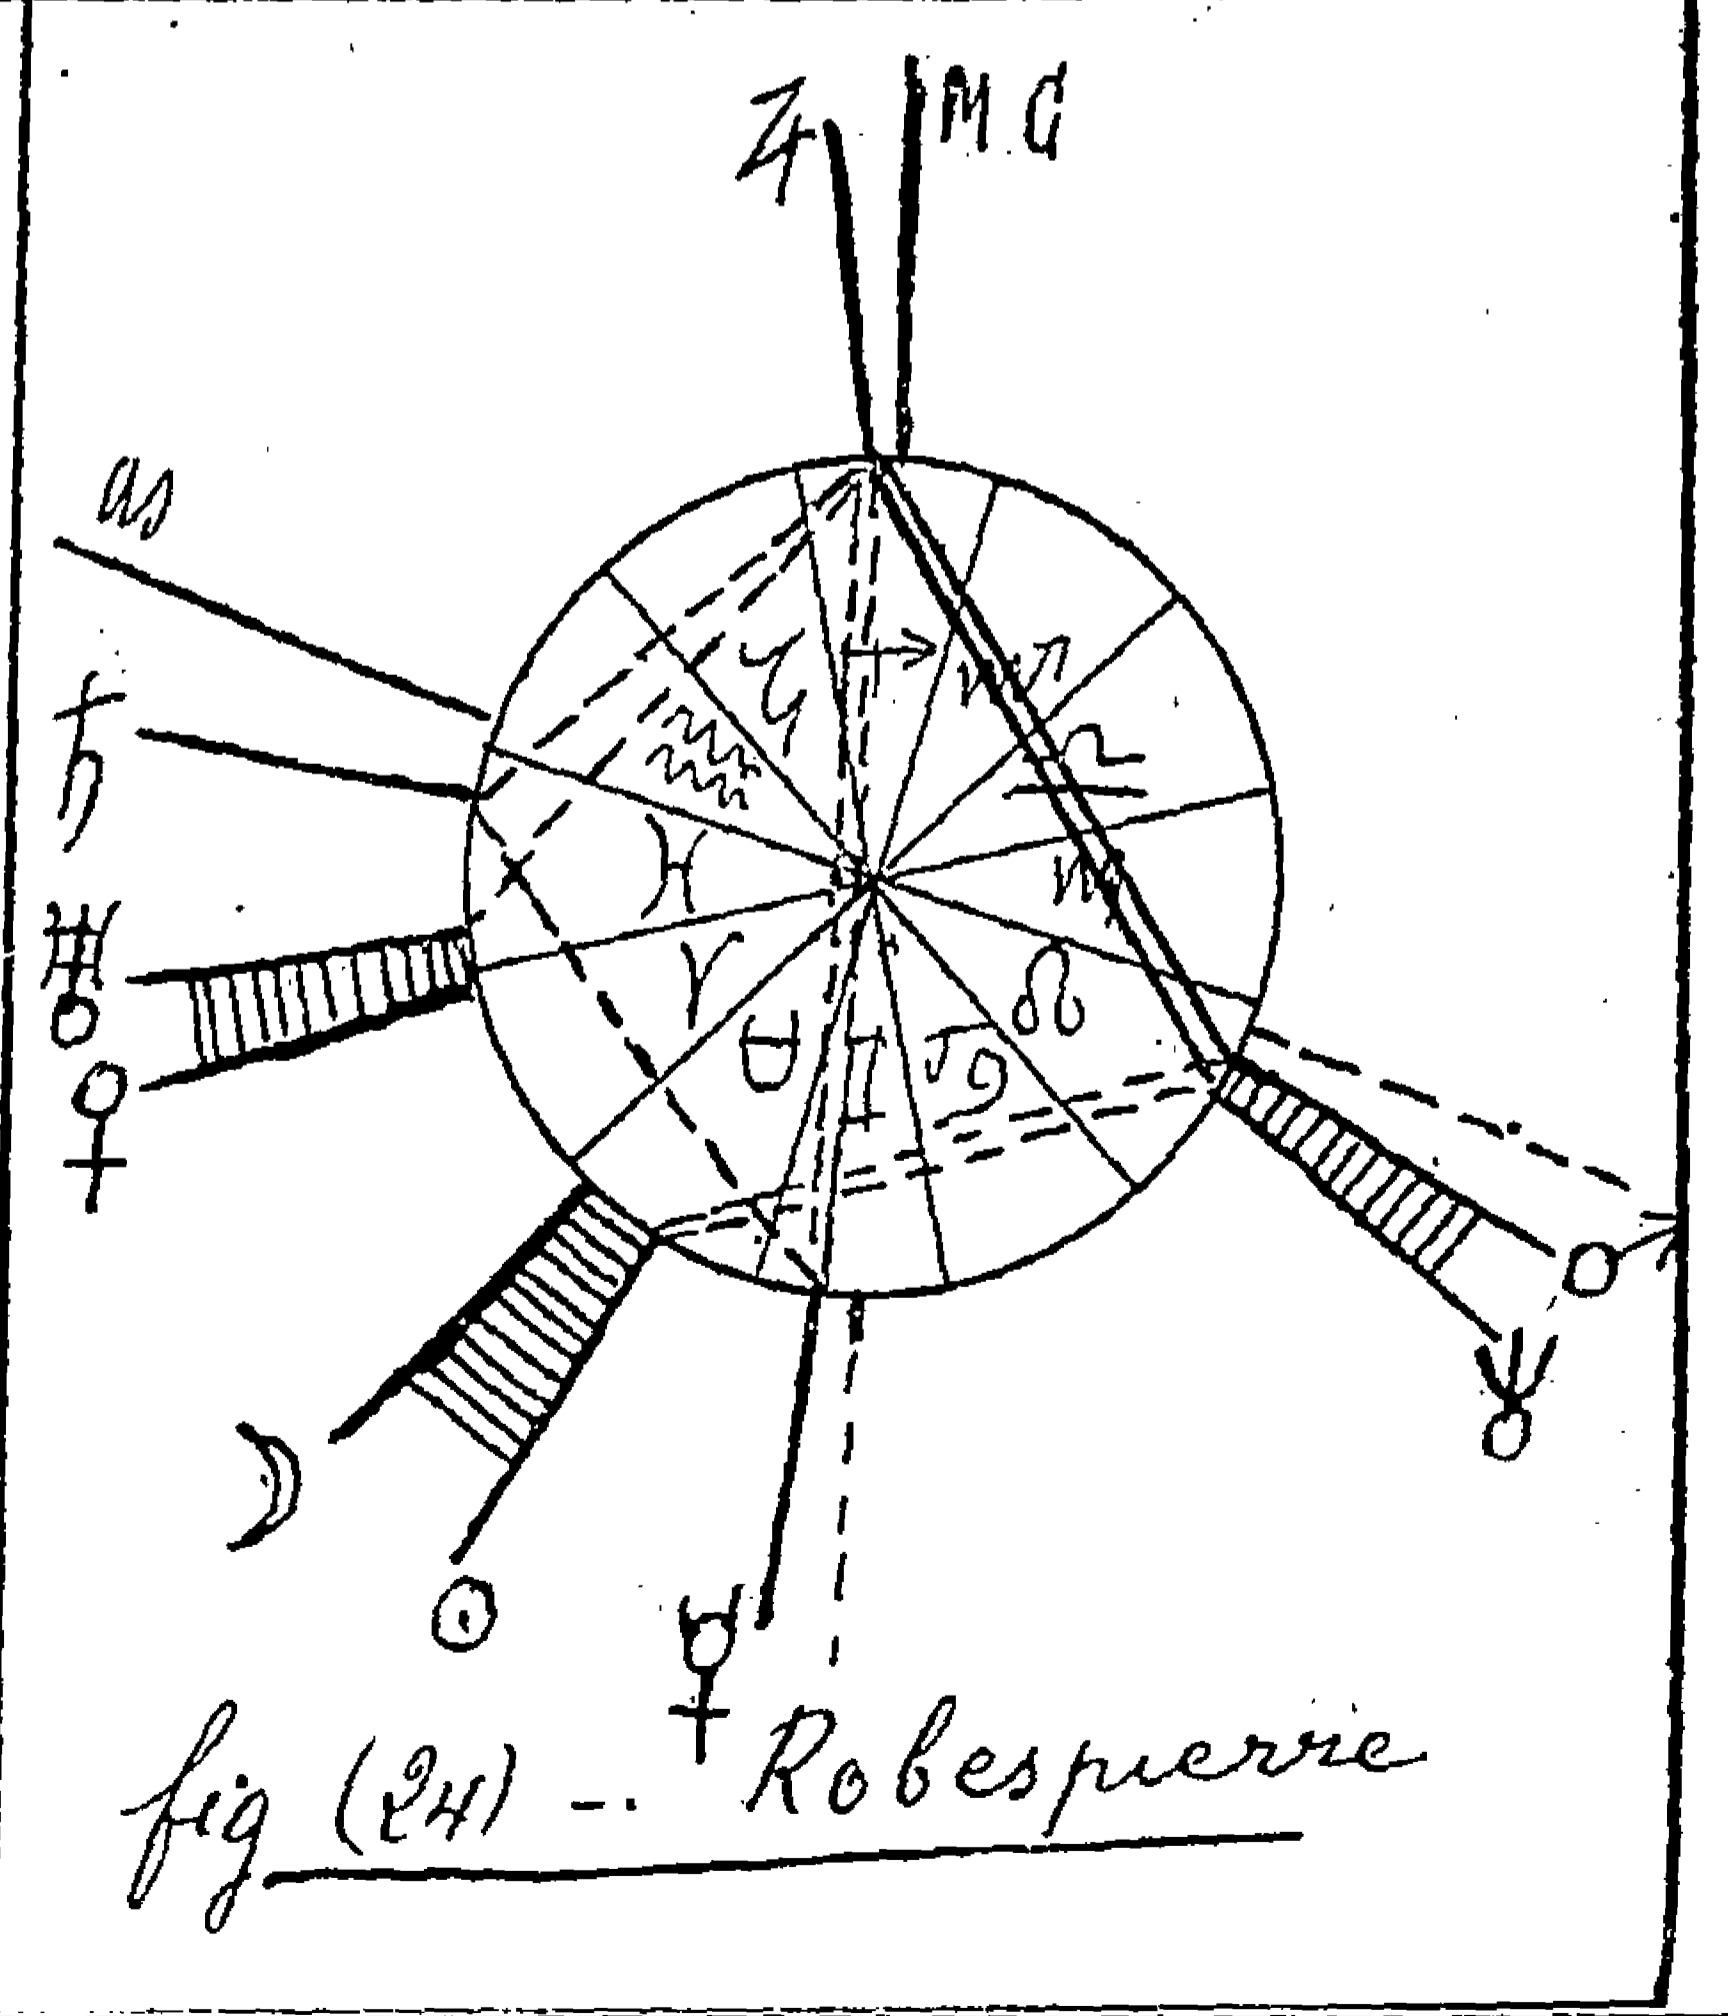 ♃ MC
as
♄
♅
♀
♑ ♐ ♏
♒ ♎
♓ ♍
♈ ♌
♉ ♊ ♋
♂
♆
☽
☉
☿
fig (24) -. Robespierre